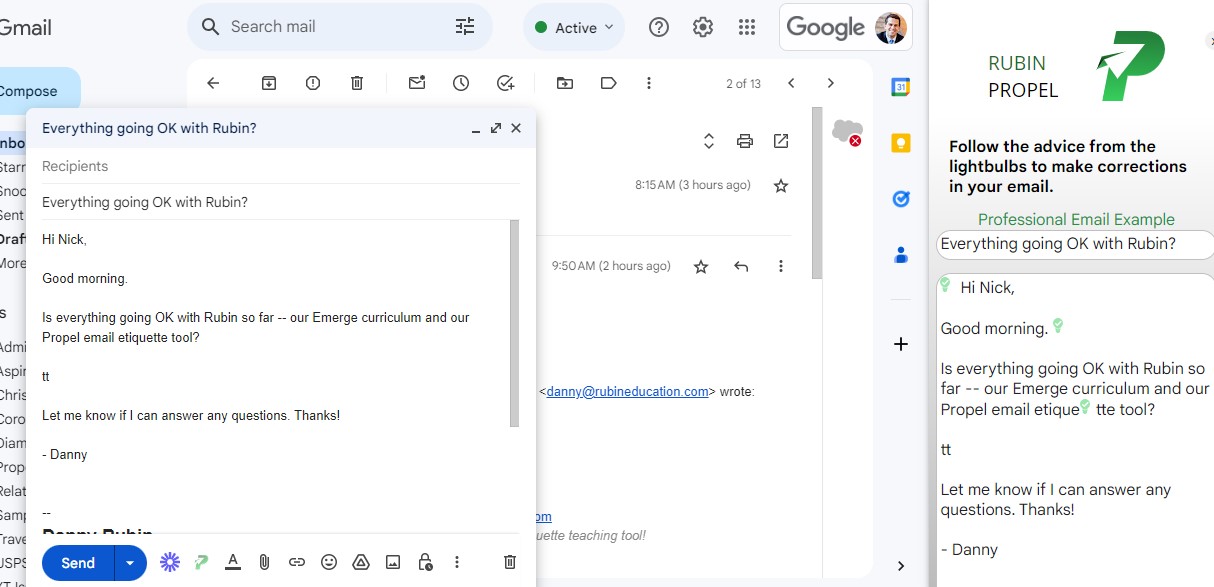 Gmail
Search mail
Active
Google
Compose
2 of 13
Inbo
Starr
Snoo
Sent
Draft
More
S
Admi
Aspir
Chris
Coro
Diam
Prop
Relat
Samp
Trave
USPS
Everything going OK with Rubin?
Recipients
Everything going OK with Rubin?
Hi Nick,
Good morning.
Is everything going OK with Rubin so far -- our Emerge curriculum and our
Propel email etiquette tool?
tt
Let me know if I can answer any questions. Thanks!
- Danny
--
Danny Rubin
Send
8:15 AM (3 hours ago)
9:50 AM (2 hours ago)
<danny@rubineducation.com> wrote:
om
uette teaching tool!
31
RUBIN
PROPEL
Follow the advice from the
lightbulbs to make corrections
in your email.
Professional Email Example
Everything going OK with Rubin?
Hi Nick,
Good morning.
Is everything going OK with Rubin so
far -- our Emerge curriculum and our
Propel email etique tte tool?
tt
Let me know if I can answer any
questions. Thanks!
- Danny